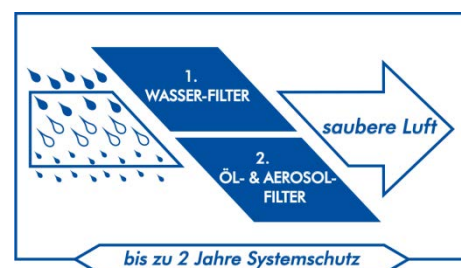 1.
WASSER-FILTER
2.
ÖL- & AEROSOL-
FILTER
saubere Luft
bis zu 2 Jahre Systemschutz